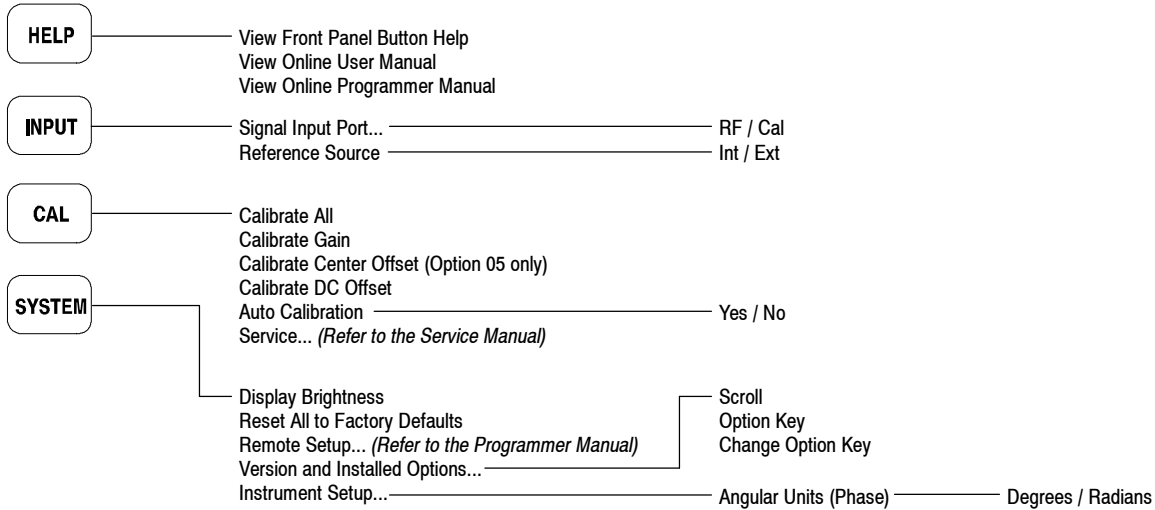 HELP
View Front Panel Button Help
View Online User Manual
View Online Programmer Manual
INPUT
Signal Input Port... RF / Cal
Reference Source Int / Ext
CAL
Calibrate All
Calibrate Gain
Calibrate Center Offset (Option 05 only)
Calibrate DC Offset
Auto Calibration Yes / No
Service... (Refer to the Service Manual)
SYSTEM
Display Brightness Scroll
Reset All to Factory Defaults Option Key
Remote Setup... (Refer to the Programmer Manual) Change Option Key
Version and Installed Options...
Instrument Setup... Angular Units (Phase) Degrees / Radians